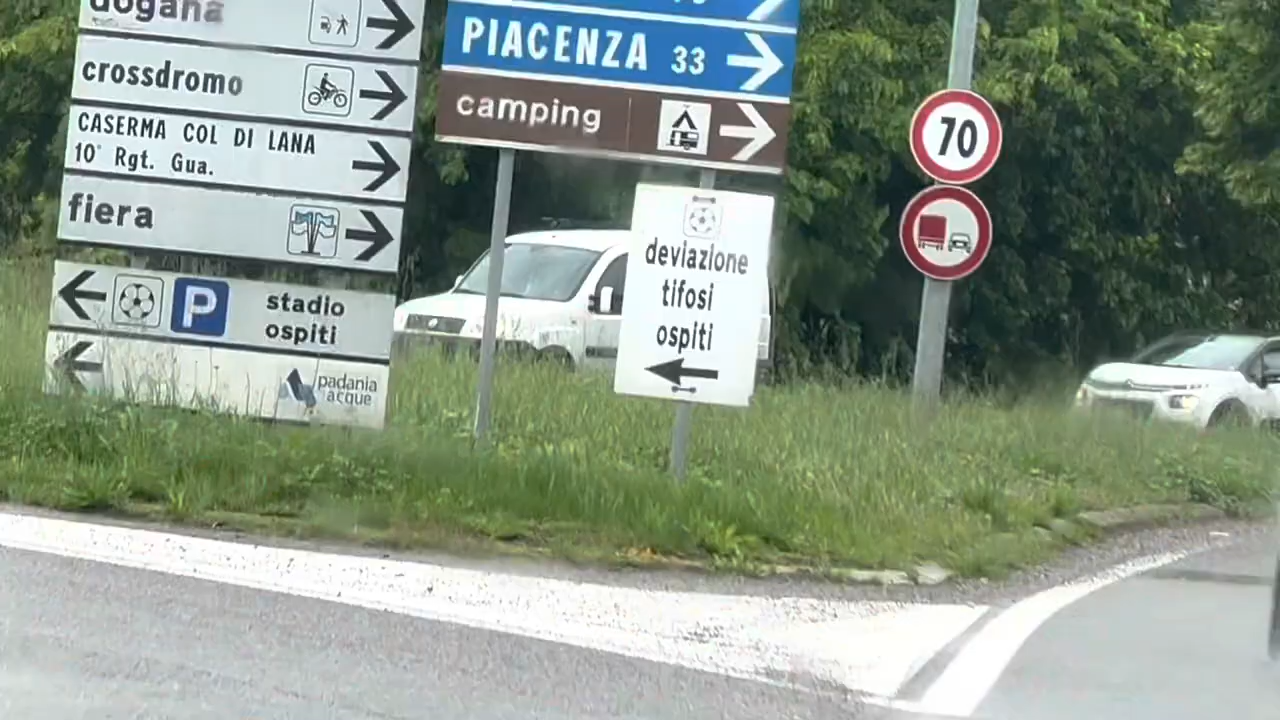 dogana
crossdromo
CASERMA COL DI LANA
10° Rgt. Gua.
fiera
P stadio
ospiti
padania
acque
PIACENZA 33
camping
deviazione
tifosi
ospiti
70